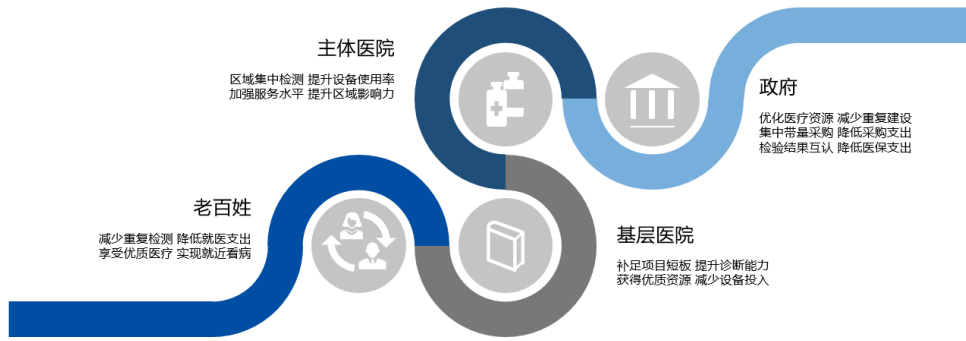 主体医院
区域集中检测 提升设备使用率
加强服务水平 提升区域影响力
政府
优化医疗资源 减少重复建设
集中带量采购 降低采购支出
检验结果互认 降低医保支出
老百姓
减少重复检测 降低就医支出
享受优质医疗 实现就近看病
基层医院
补足项目短板 提升诊断能力
获得优质资源 减少设备投入